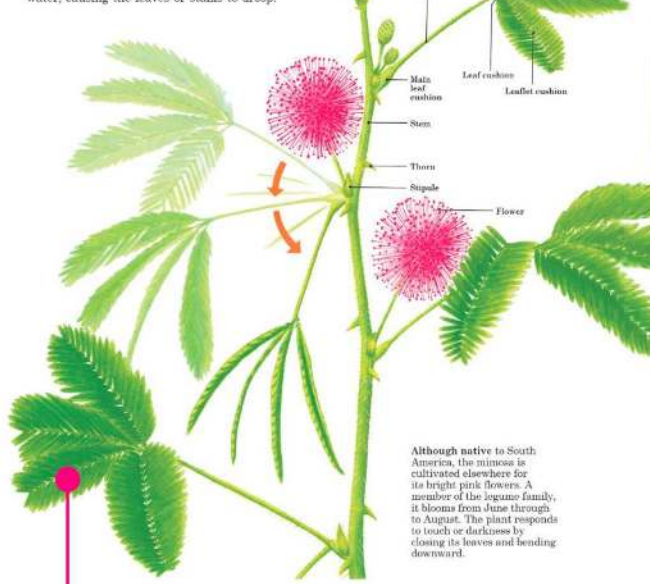 water, causing the leaves or stalks to droop.
Main
leaf
cushion
Leaf cushion
Leaflet cushion
Stem
Thorn
Stipule
Flower
Although native to South
America, the mimosa is
cultivated elsewhere for
its bright pink flowers. A
member of the legume family,
it blooms from June through
to August. The plant responds
to touch or darkness by
closing its leaves and bending
downward.